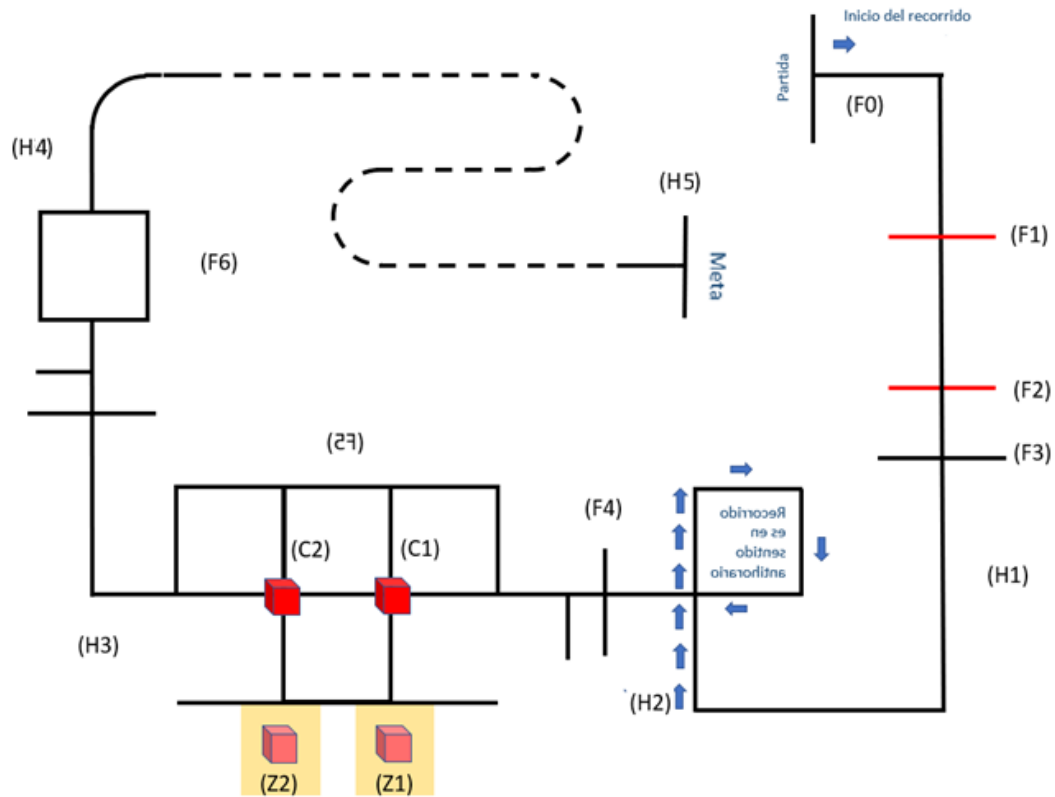 Inicio del recorrido
Partida
(F0)
(H4)
(H5)
(F1)
(F6)
Meta
(F2)
(F5)
(F3)
(F4)
Recorrido
es en
sentido
antihorario
(C2)
(C1)
(H1)
(H3)
(H2)
(Z2)
(Z1)